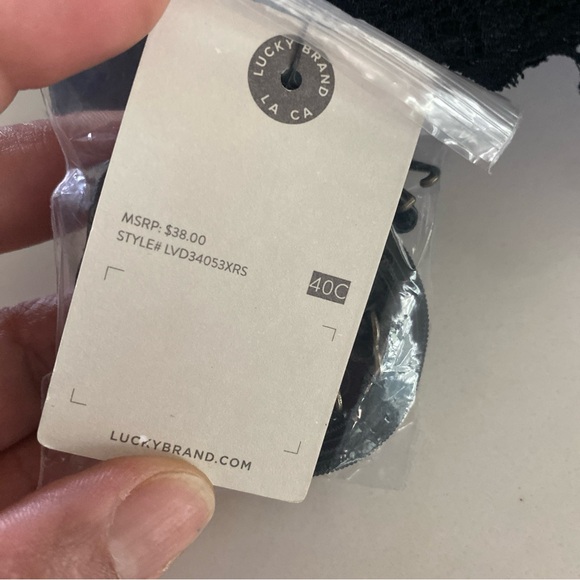 LUCKY BRAND
LA CA
MSRP: $38.00
STYLE# LVD34053XRS
40C
LUCKYBRAND.COM